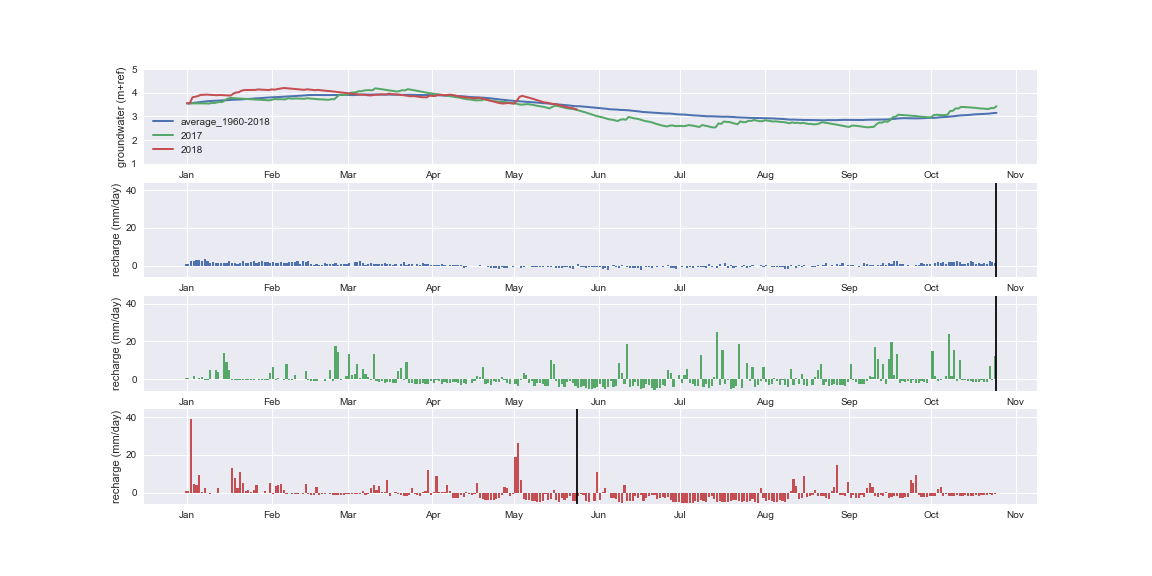 groundwater (m+ref)
5
4
3
2
1
average_1960-2018
2017
2018
Jan Feb Mar Apr May Jun Jul Aug Sep Oct Nov
recharge (mm/day)
40
20
0
Jan Feb Mar Apr May Jun Jul Aug Sep Oct Nov
recharge (mm/day)
40
20
0
Jan Feb Mar Apr May Jun Jul Aug Sep Oct Nov
recharge (mm/day)
40
20
0
Jan Feb Mar Apr May Jun Jul Aug Sep Oct Nov